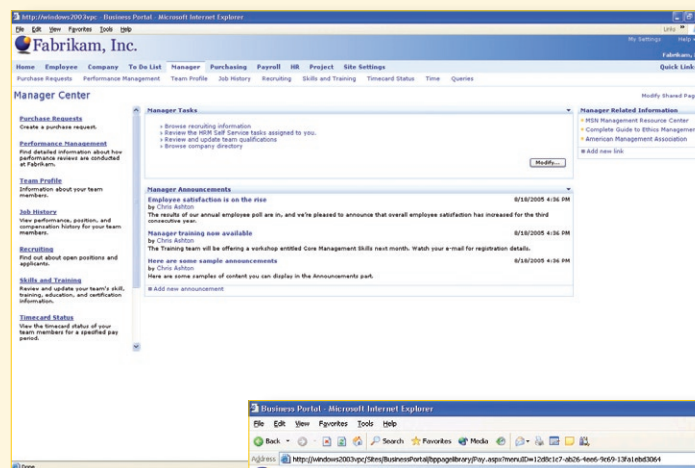 http://windows2003vpc - Business Portal - Microsoft Internet Explorer
File Edit View Favorites Tools Help
Links
Fabrikam, Inc.
My Settings Help
Fabrikam,
Home Employee Company To Do List Manager Purchasing Payroll HR Project Site Settings
Quick Link
Purchase Requests Performance Management Team Profile Job History Recruiting Skills and Training Timecard Status Time Queries
Manager Center
Modify Shared Pag
Purchase Requests
Create a purchase request.
Performance Management
Find detailed information about how
performance reviews are conducted
at Fabrikam.
Team Profile
Information about your team
members.
Job History
View performance, position, and
compensation history for your team
members.
Recruiting
Find out about open positions and
applicants.
Skills and Training
Review and update your team's skill,
training, education, and certification
information.
Timecard Status
View the timecard status of your
team members for a specified pay
period.
Manager Tasks
Browse recruiting information
Review the HRM Self Service tasks assigned to you.
Review and update team qualifications
Browse company directory
Modify...
Manager Announcements
Employee satisfaction is on the rise 8/18/2005 4:36 PM
by Chris Ashton
The results of our annual employee poll are in, and we're pleased to announce that overall employee satisfaction has increased for the third
consecutive year.
Manager training now available 8/18/2005 4:36 PM
by Chris Ashton
The Training team will be offering a workshop entitled Core Management Skills next month. Watch your e-mail for registration details.
Here are some sample announcements 8/18/2005 4:36 PM
by Chris Ashton
Here are some samples of content you can display in the Announcements part.
Add new announcement
Manager Related Information
MSN Management Resource Center
Complete Guide to Ethics Managemen
American Management Association
Add new link
Done
Business Portal - Microsoft Internet Explorer
File Edit View Favorites Tools Help
Back Search Favorites Media
Address http://windows2003vpc/Sites/BusinessPortal/bppagelibrary/Pay.aspx?menuID=12d8c1c7-ab26-4ee6-9c69-13fa1ebd3064